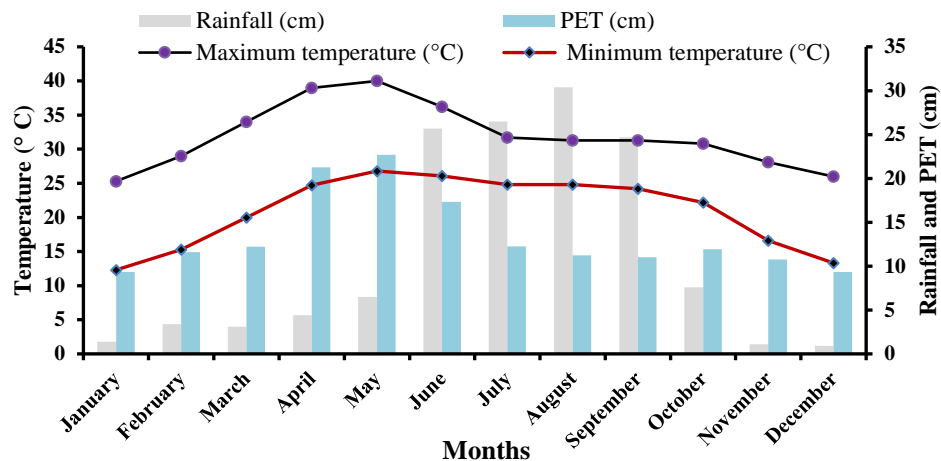 Rainfall (cm) PET (cm)
Maximum temperature (°C) Minimum temperature (°C)
45 35
40
30
35
25
30
20
25
20 15
15
10
10
5
5
0 0
Temperature (° C)
Rainfall and PET (cm)
January February March April May June July August September October November December
Months